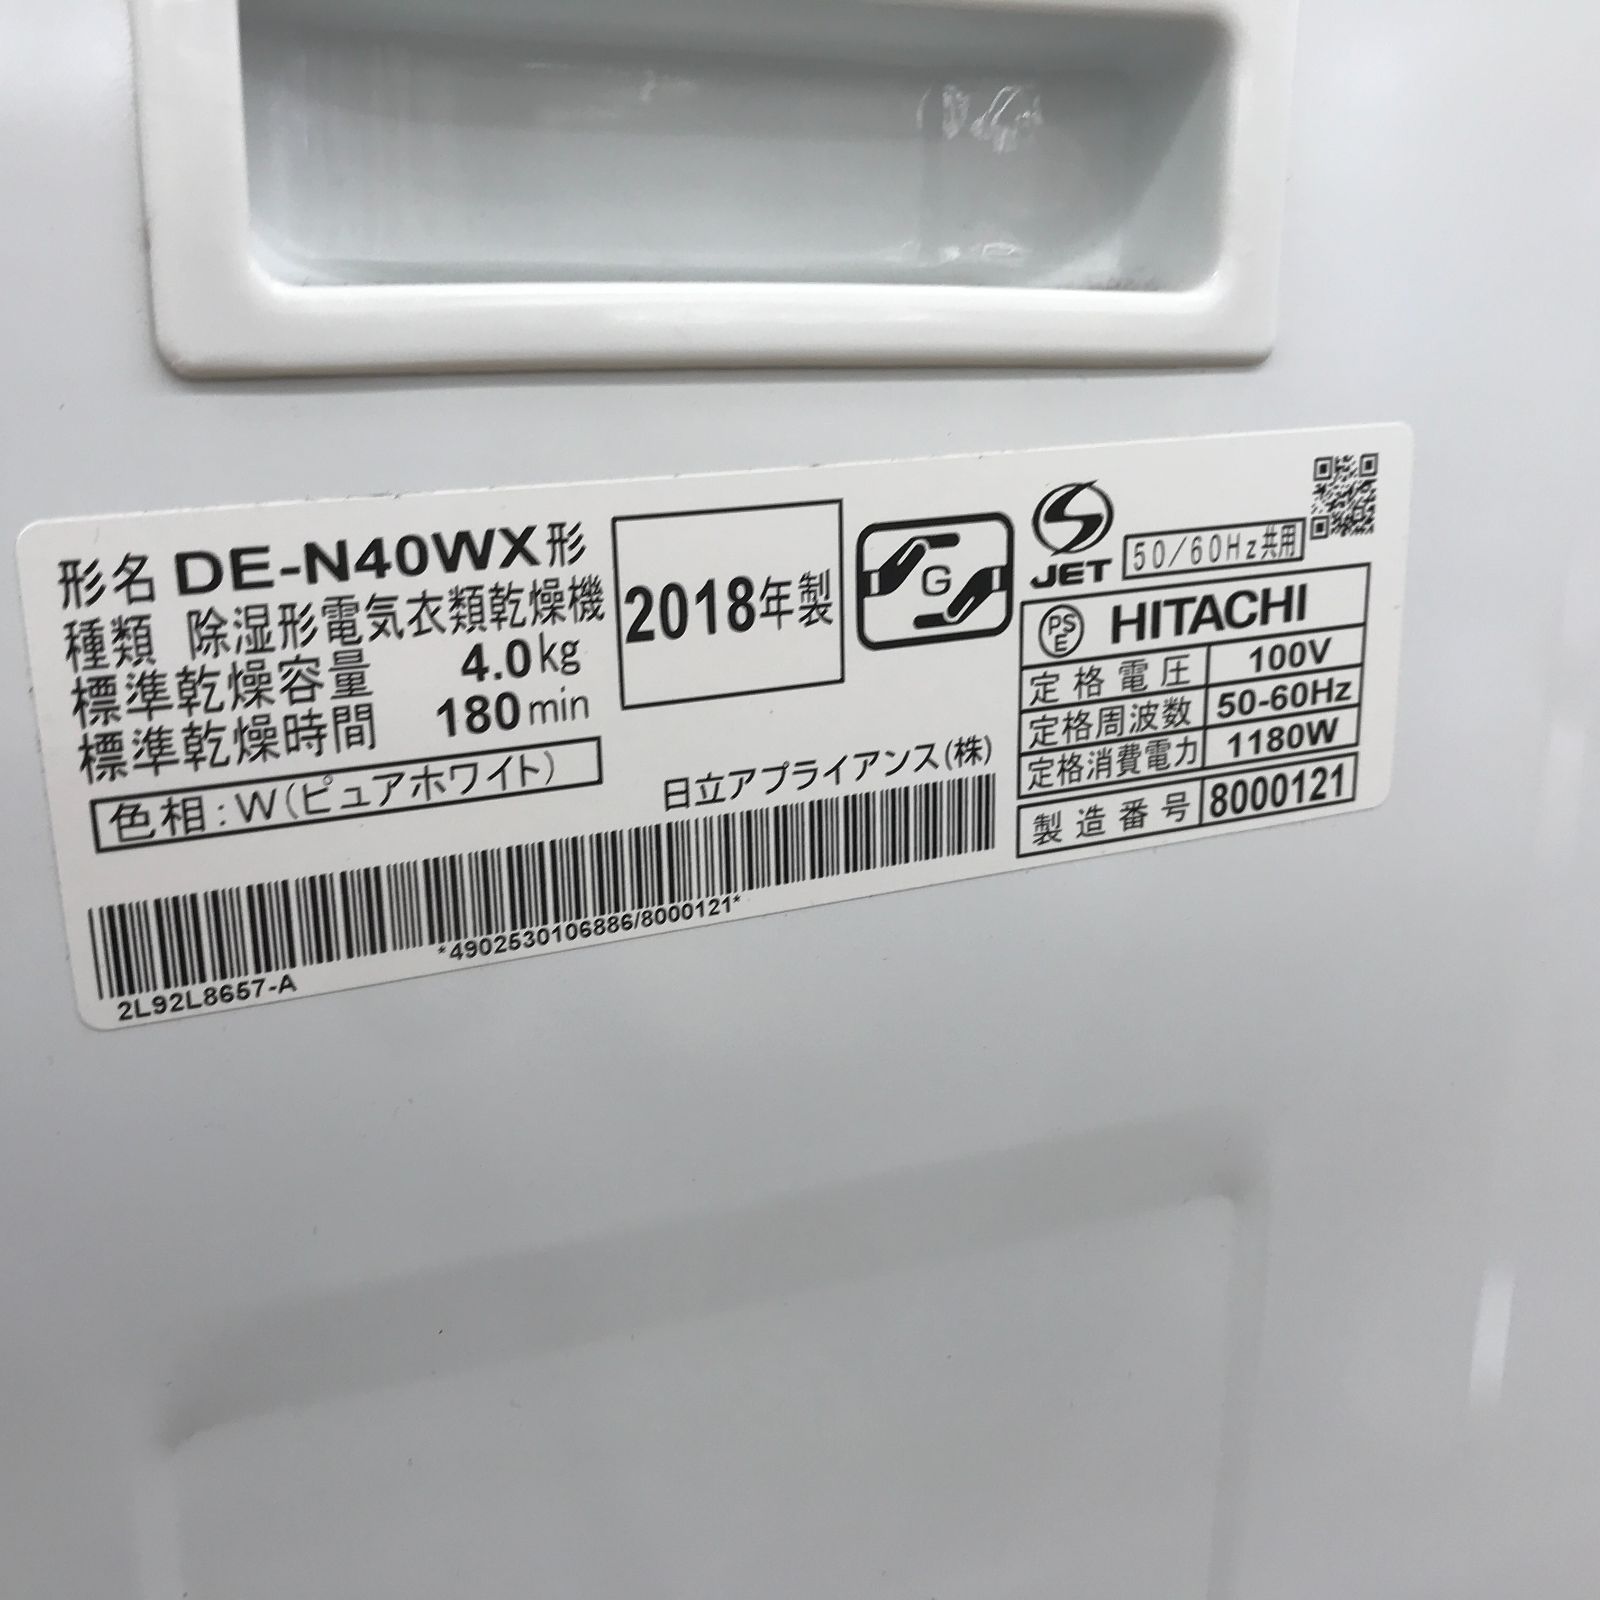 形名 DE-N40WX形
種類 除湿形電気衣類乾燥機
標準乾燥容量 4.0kg
標準乾燥時間 180min
色相:W(ピュアホワイト)
2018年製
G
日立アプライアンス(株)
JET
50/60Hz共用
PS
E
HITACHI
定格電圧 100V
定格周波数 50-60Hz
定格消費電力 1180W
製造番号 8000121
*4902530106886/8000121*
2L92L8657-A